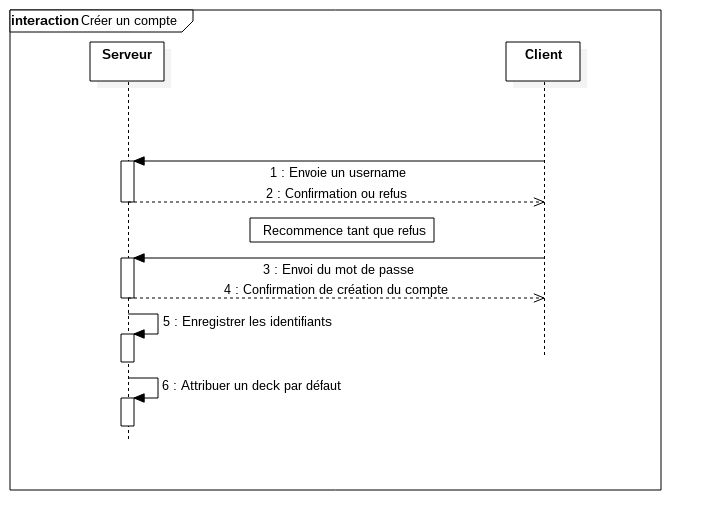 interaction Créer un compte
Serveur
Client
1 : Envoie un username
2 : Confirmation ou refus
Recommence tant que refus
3 : Envoi du mot de passe
4 : Confirmation de création du compte
5 : Enregistrer les identifiants
6 : Attribuer un deck par défaut